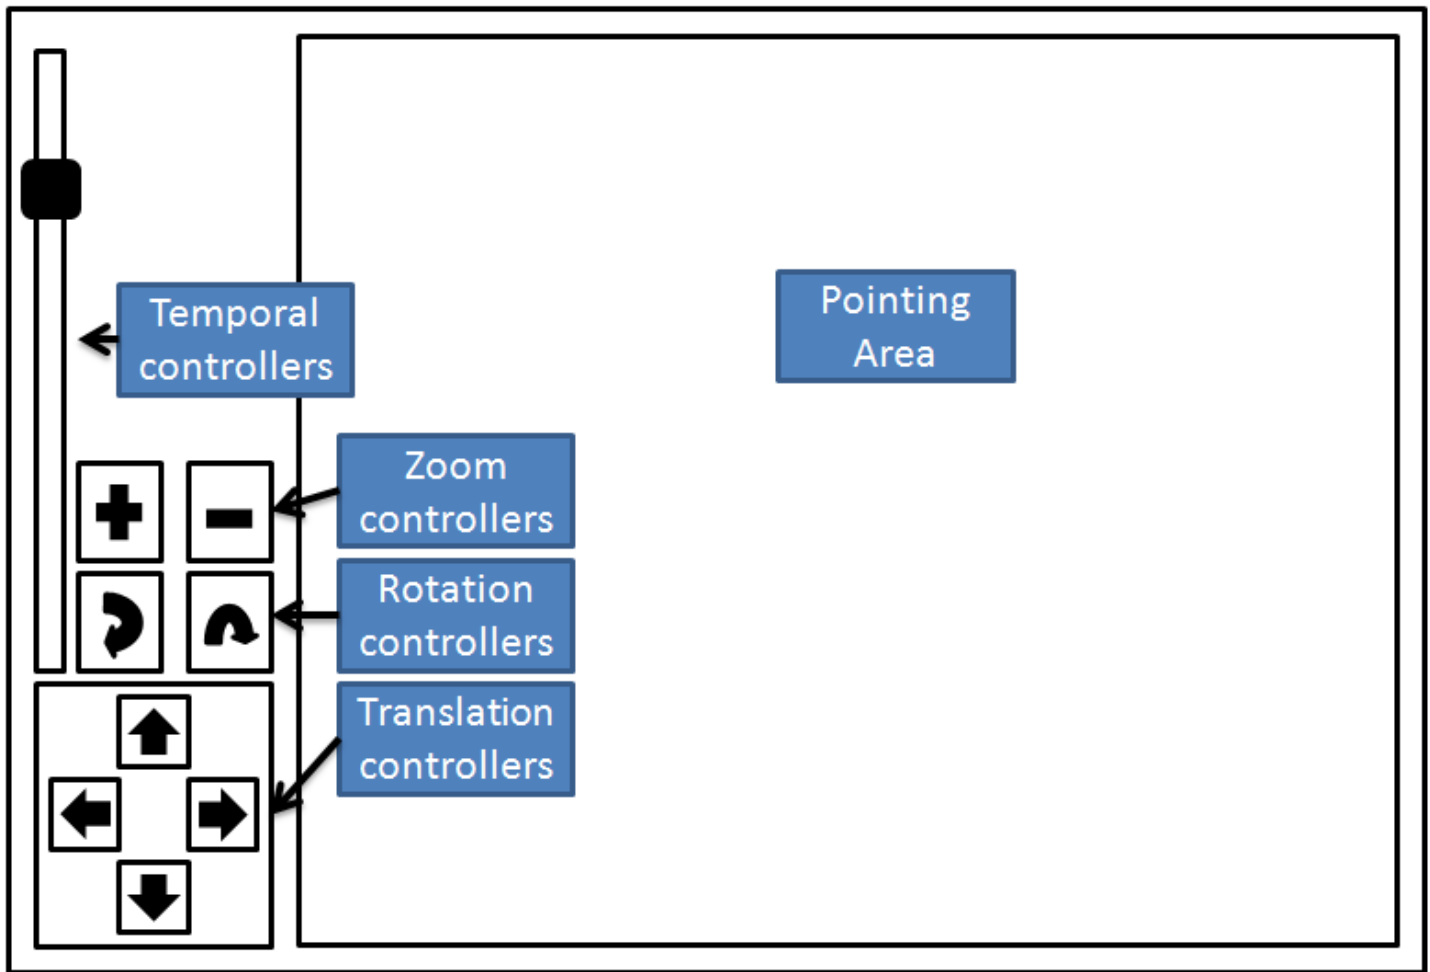 Temporal
controllers
Pointing
Area
Zoom
controllers
Rotation
controllers
Translation
controllers